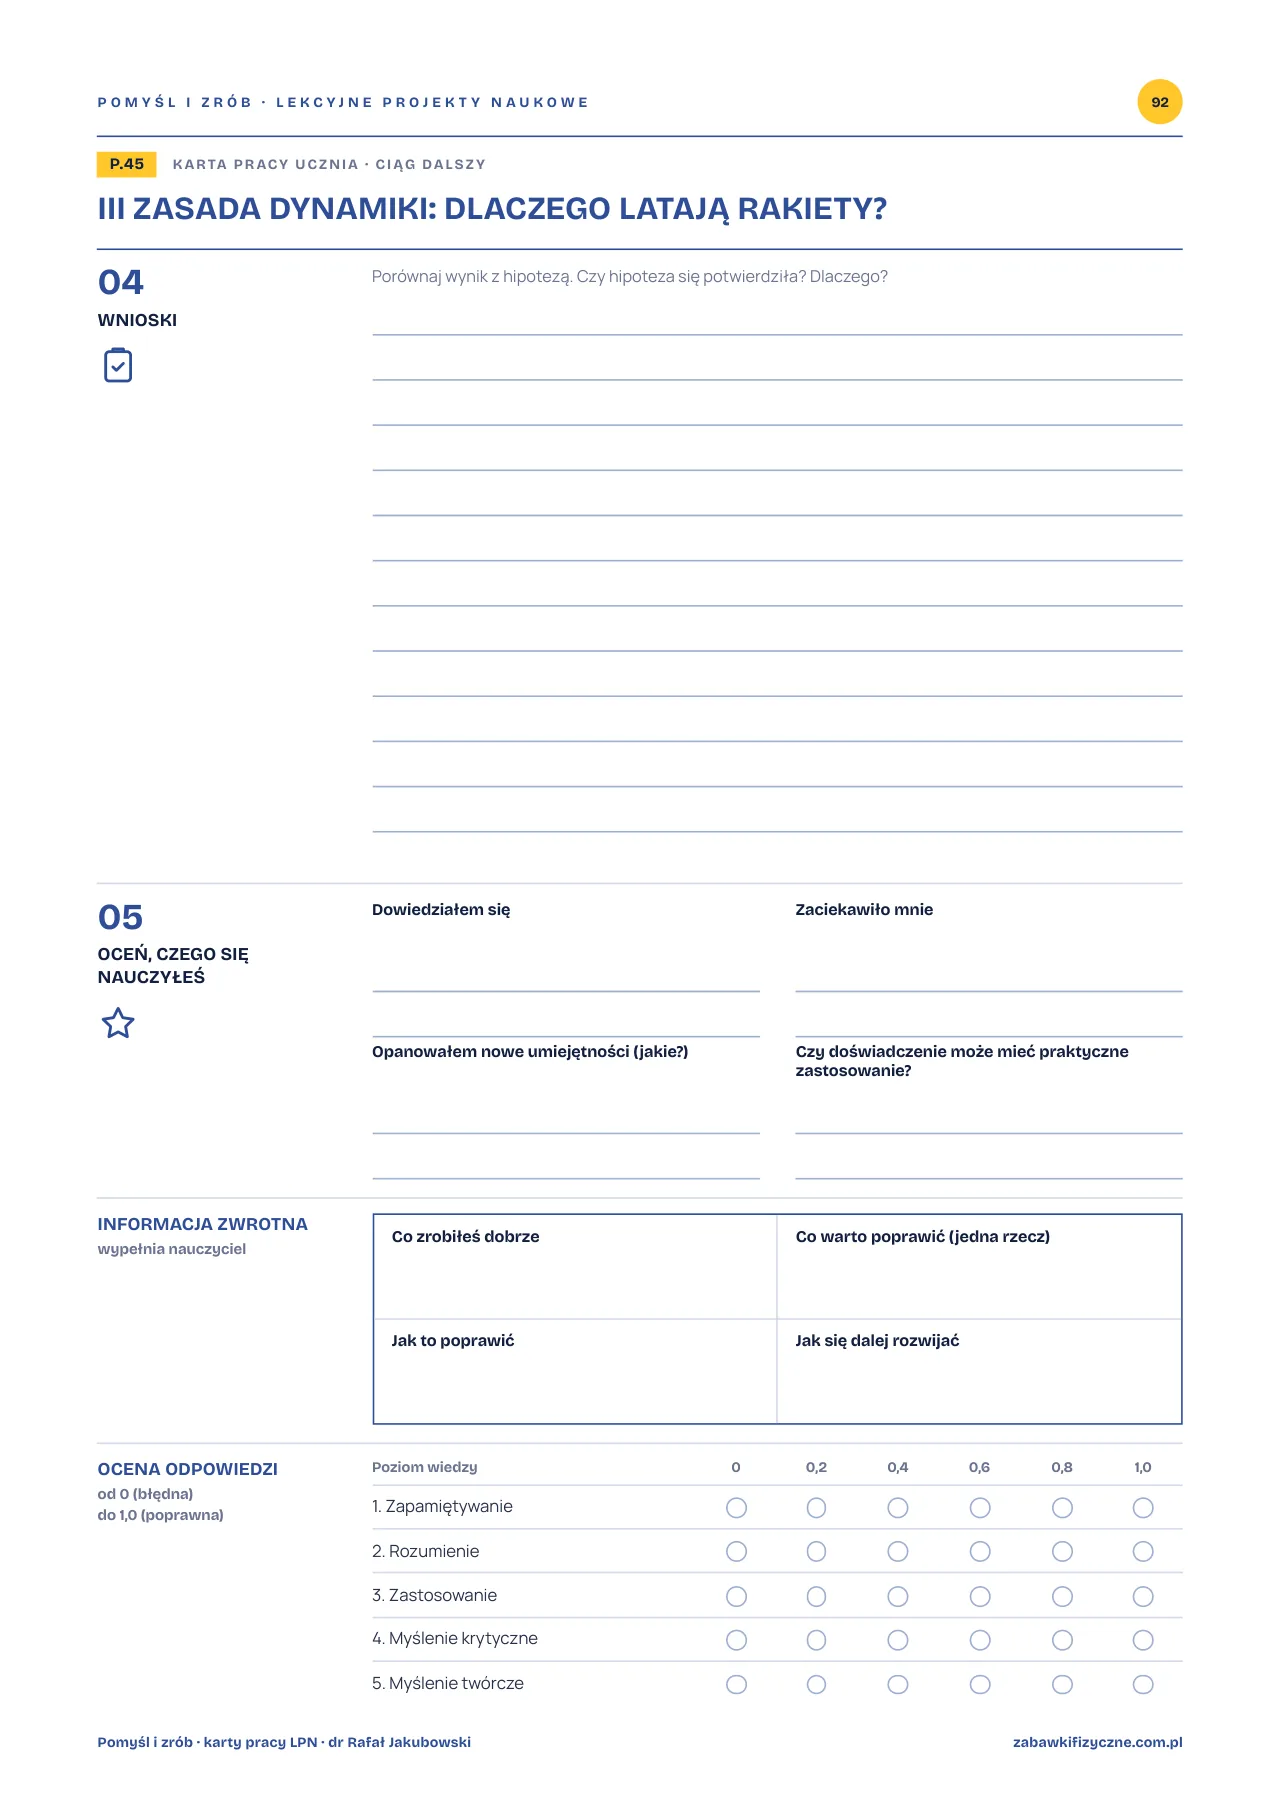 POMYŚL I ZRÓB · LEKCYJNE PROJEKTY NAUKOWE
92
P.45 KARTA PRACY UCZNIA · CIĄG DALSZY
III ZASADA DYNAMIKI: DLACZEGO LATAJĄ RAKIETY?
04
WNIOSKI
Porównaj wynik z hipotezą. Czy hipoteza się potwierdziła? Dlaczego?
05
OCEŃ, CZEGO SIĘ
NAUCZYŁEŚ
Dowiedziałem się
Zaciekawiło mnie
Opanowałem nowe umiejętności (jakie?)
Czy doświadczenie może mieć praktyczne
zastosowanie?
INFORMACJA ZWROTNA
wypełnia nauczyciel
Co zrobiłeś dobrze
Co warto poprawić (jedna rzecz)
Jak to poprawić
Jak się dalej rozwijać
OCENA ODPOWIEDZI
od 0 (błędna)
do 1,0 (poprawna)
Poziom wiedzy 0 0,2 0,4 0,6 0,8 1,0
1. Zapamiętywanie
2. Rozumienie
3. Zastosowanie
4. Myślenie krytyczne
5. Myślenie twórcze
Pomyśl i zrób · karty pracy LPN · dr Rafał Jakubowski
zabawkifizyczne.com.pl